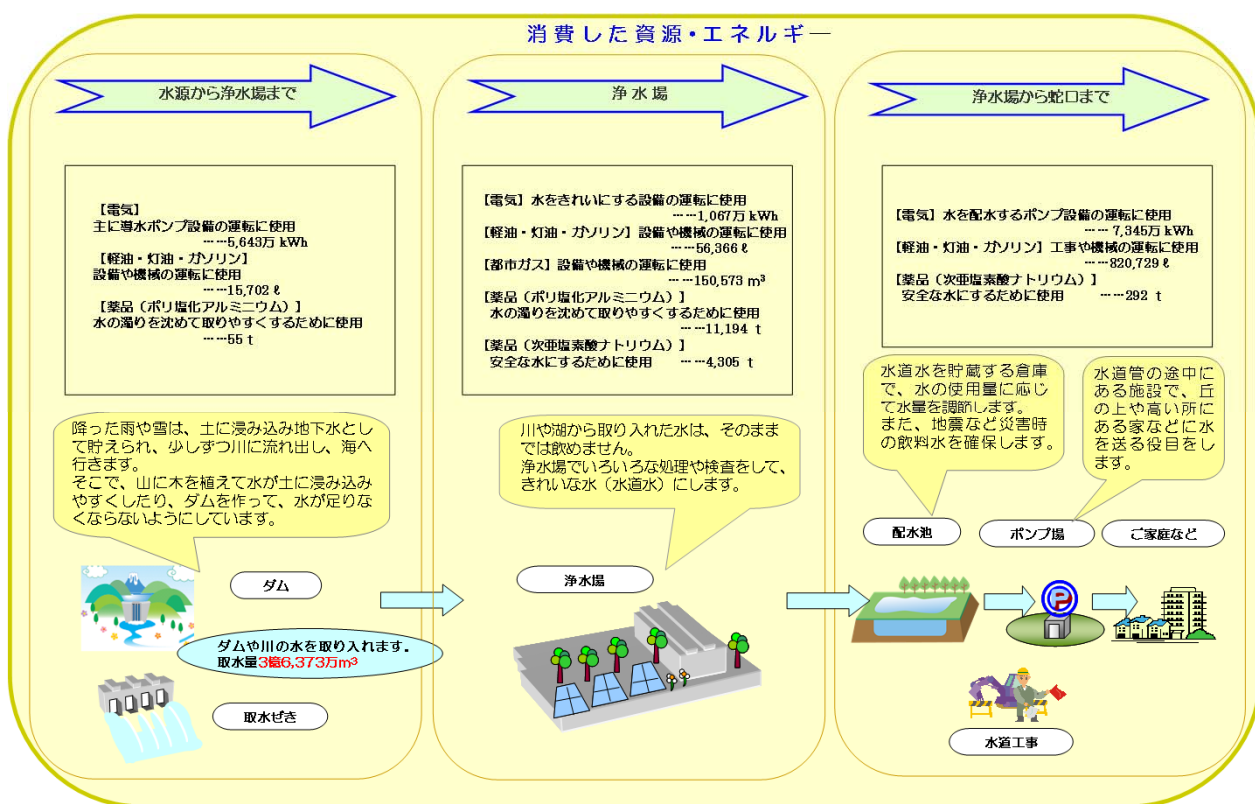 消費した資源・エネルギー
水源から浄水場まで
【電気】
主に導水ポンプ設備の運転に使用
……5,643万 kWh
【軽油・灯油・ガソリン】
設備や機械の運転に使用
……15,702 ℓ
【薬品（ポリ塩化アルミニウム）】
水の濁りを沈めて取りやすくするために使用
……55 t
降った雨や雪は、土に浸み込み地下水とし
て貯えられ、少しずつ川に流れ出し、海へ
行きます。
そこで、山に木を植えて水が土に浸み込み
やすくしたり、ダムを作って、水が足りな
くならないようにしています。
ダム
ダムや川の水を取り入れます。
取水量3億6,373万m³
取水ぜき
浄水場
【電気】水をきれいにする設備の運転に使用
……1,067万 kWh
【軽油・灯油・ガソリン】設備や機械の運転に使用
……56,366 ℓ
【都市ガス】設備や機械の運転に使用
……150,573 m³
【薬品（ポリ塩化アルミニウム）】
水の濁りを沈めて取りやすくするために使用
……11,194 t
【薬品（次亜塩素酸ナトリウム）】
安全な水にするために使用 ……4,305 t
川や湖から取り入れた水は、そのまま
では飲めません。
浄水場でいろいろな処理や検査をして、
きれいな水（水道水）にします。
浄水場
浄水場から蛇口まで
【電気】水を配水するポンプ設備の運転に使用
……7,345万 kWh
【軽油・灯油・ガソリン】工事や機械の運転に使用
……820,729 ℓ
【薬品（次亜塩素酸ナトリウム）】
安全な水にするために使用 ……292 t
水道水を貯蔵する倉庫
で、水の使用量に応じ
て水量を調節します。
また、地震など災害時
の飲料水を確保します。
水道管の途中に
ある施設で、丘
の上や高い所に
ある家などに水
を送る役目をし
ます。
配水池
ポンプ場
ご家庭など
P
水道工事